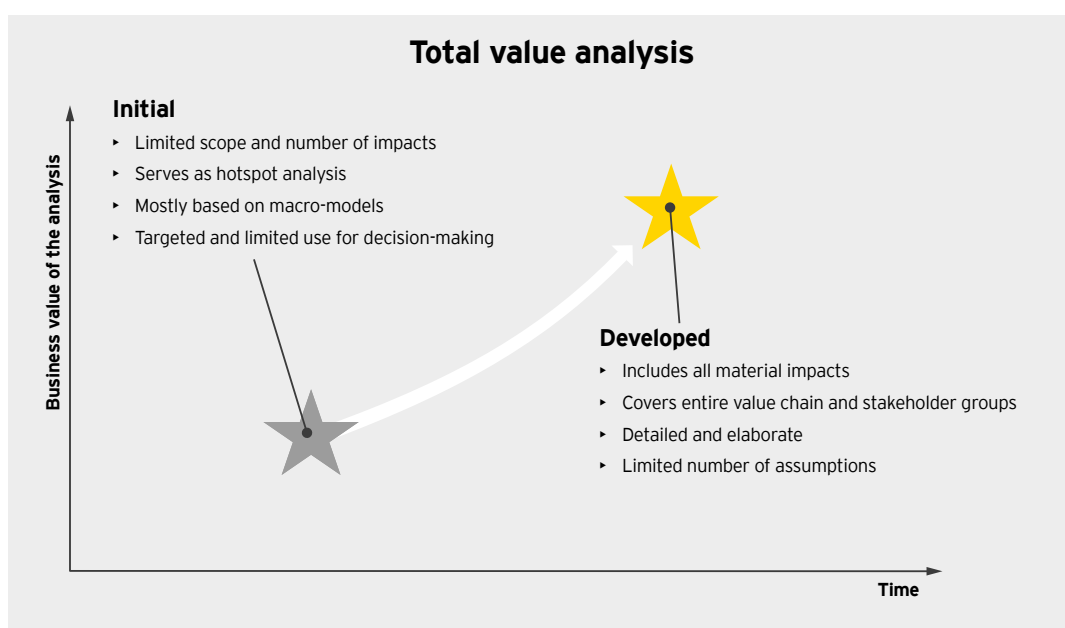 Total value analysis
Initial
‣ Limited scope and number of impacts
‣ Serves as hotspot analysis
‣ Mostly based on macro-models
‣ Targeted and limited use for decision-making
Business value of the analysis
Developed
‣ Includes all material impacts
‣ Covers entire value chain and stakeholder groups
‣ Detailed and elaborate
‣ Limited number of assumptions
Time